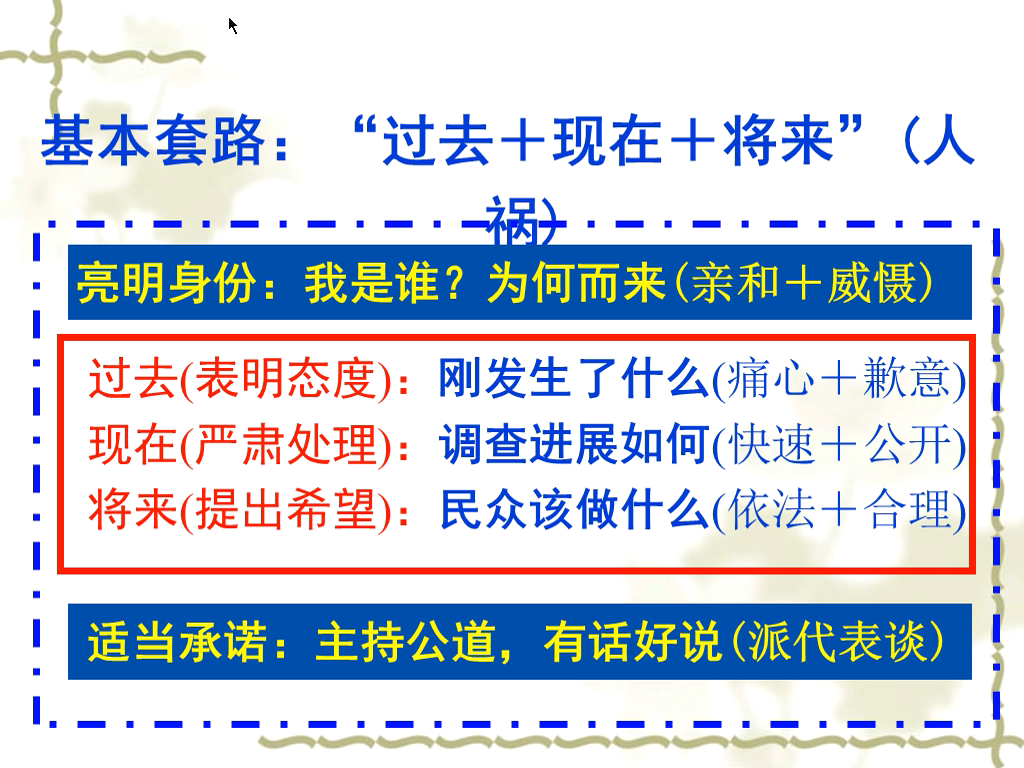 基本套路：“过去＋现在＋将来”(人
祸)
亮明身份：我是谁？为何而来(亲和＋威慑)
过去(表明态度)：刚发生了什么(痛心＋歉意)
现在(严肃处理)：调查进展如何(快速＋公开)
将来(提出希望)：民众该做什么(依法＋合理)
适当承诺：主持公道，有话好说(派代表谈)